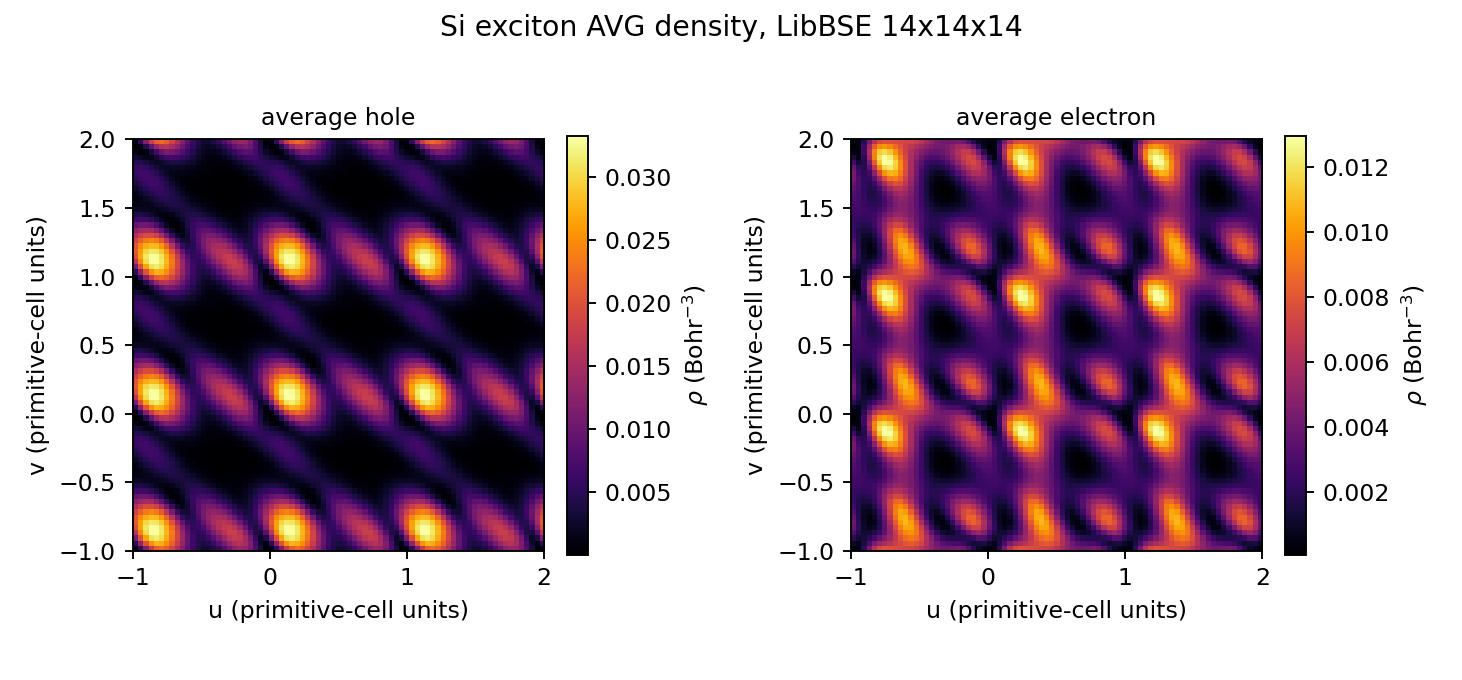 Si exciton AVG density, LibBSE 14x14x14
average hole
2.0
1.5
1.0
0.5
0.0
−0.5
−1.0
v (primitive-cell units)
−1 0 1 2
u (primitive-cell units)
0.030
0.025
0.020
0.015
0.010
0.005
ρ (Bohr⁻³)
average electron
2.0
1.5
1.0
0.5
0.0
−0.5
−1.0
v (primitive-cell units)
−1 0 1 2
u (primitive-cell units)
0.012
0.010
0.008
0.006
0.004
0.002
ρ (Bohr⁻³)